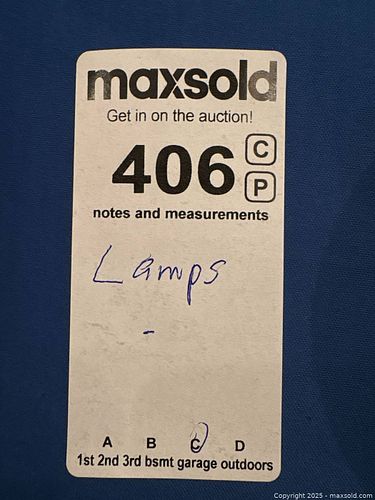 maxsold
Get in on the auction!
406 C
P
notes and measurements
Lamps
-
A B C D
1st 2nd 3rd bsmt garage outdoors
Copyright 2025 - maxsold.com